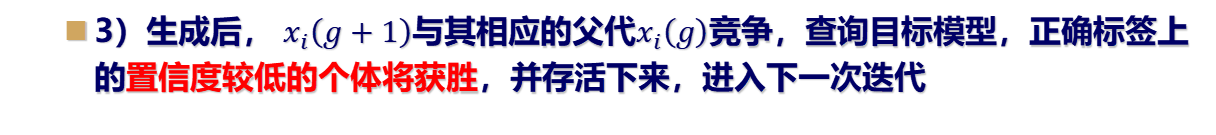 3）生成后， xᵢ(g + 1)与其相应的父代xᵢ(g)竞争，查询目标模型，正确标签上
的置信度较低的个体将获胜，并存活下来，进入下一次迭代